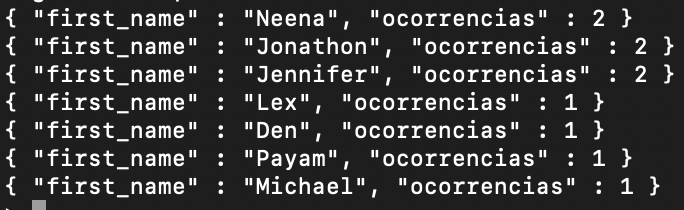 { "first_name" : "Neena", "ocorrencias" : 2 }
{ "first_name" : "Jonathon", "ocorrencias" : 2 }
{ "first_name" : "Jennifer", "ocorrencias" : 2 }
{ "first_name" : "Lex", "ocorrencias" : 1 }
{ "first_name" : "Den", "ocorrencias" : 1 }
{ "first_name" : "Payam", "ocorrencias" : 1 }
{ "first_name" : "Michael", "ocorrencias" : 1 }